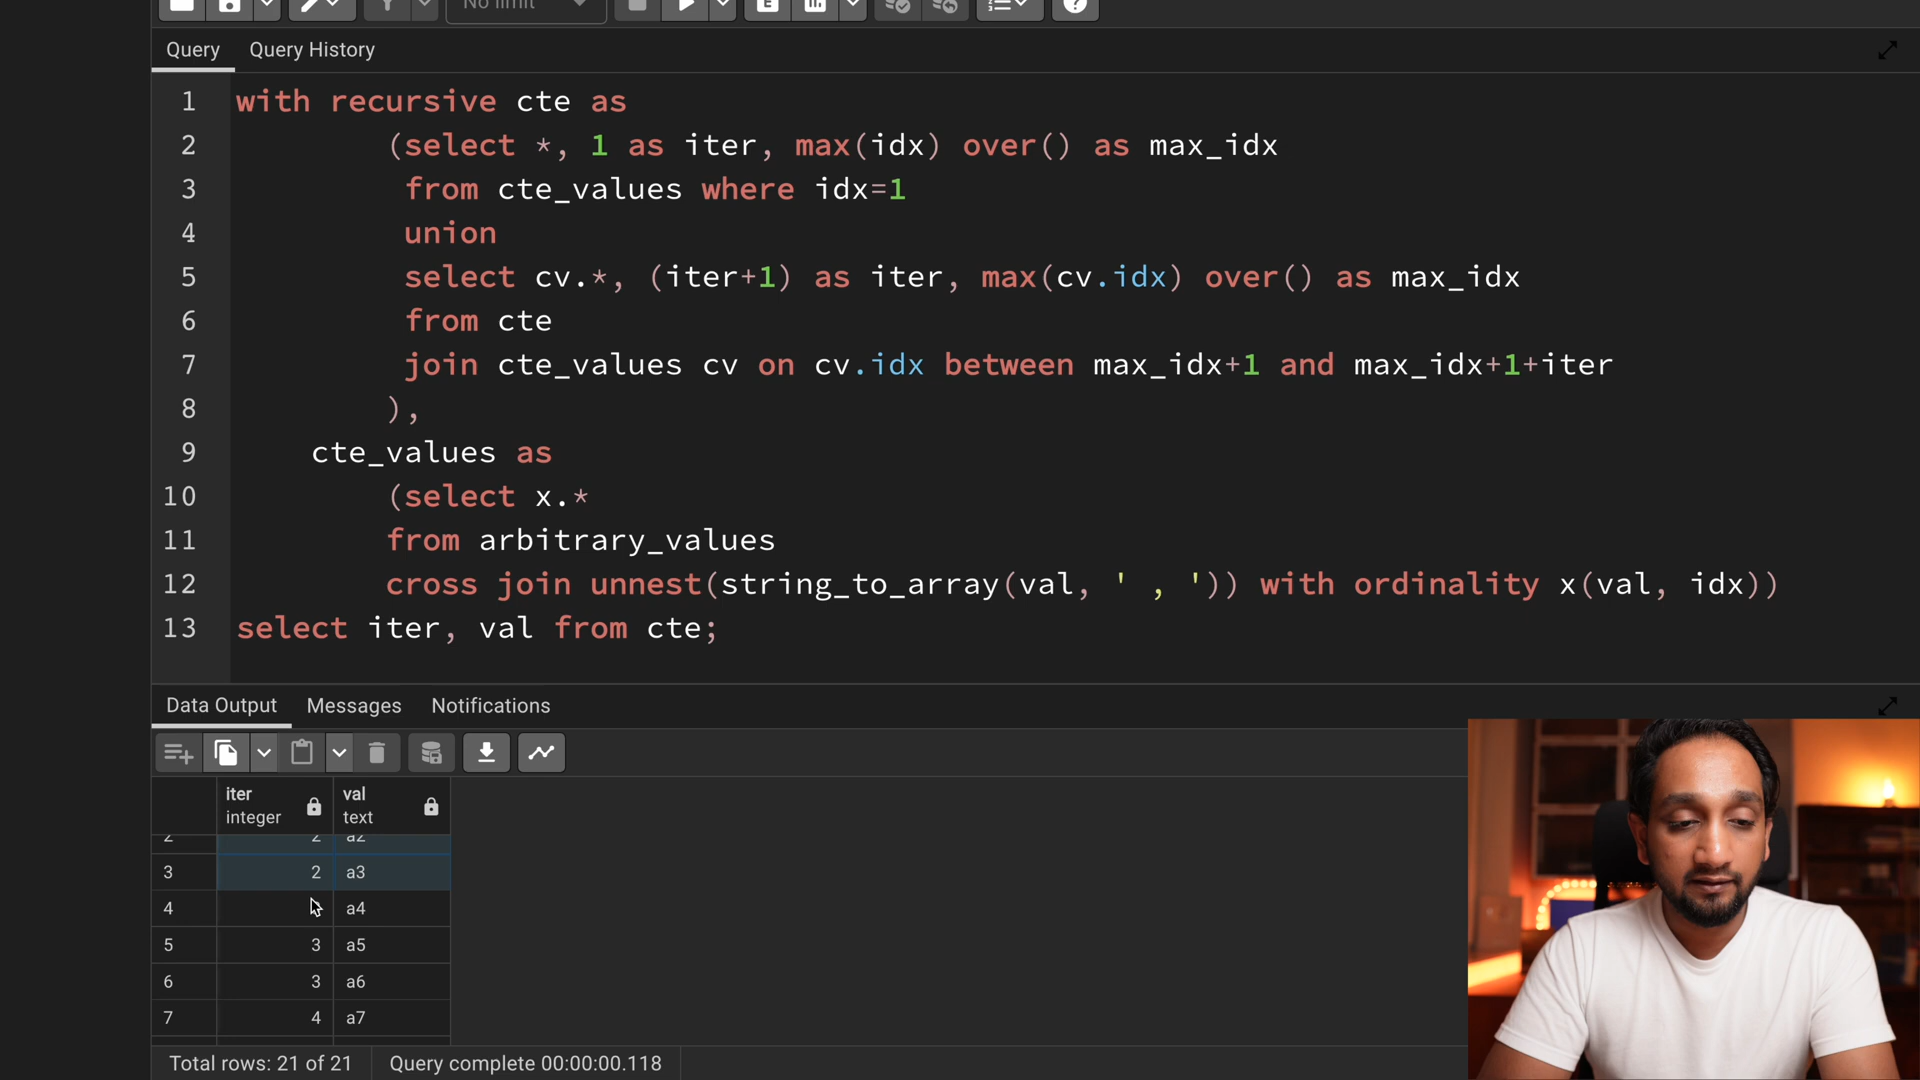 No limit
Query Query History
1 with recursive cte as
2 (select *, 1 as iter, max(idx) over() as max_idx
3 from cte_values where idx=1
4 union
5 select cv.*, (iter+1) as iter, max(cv.idx) over() as max_idx
6 from cte
7 join cte_values cv on cv.idx between max_idx+1 and max_idx+1+iter
8 ),
9 cte_values as
10 (select x.*
11 from arbitrary_values
12 cross join unnest(string_to_array(val, ' , ')) with ordinality x(val, idx))
13 select iter, val from cte;
Data Output Messages Notifications
iter val
integer text
2 2 a2
3 2 a3
4 a4
5 3 a5
6 3 a6
7 4 a7
Total rows: 21 of 21 Query complete 00:00:00.118